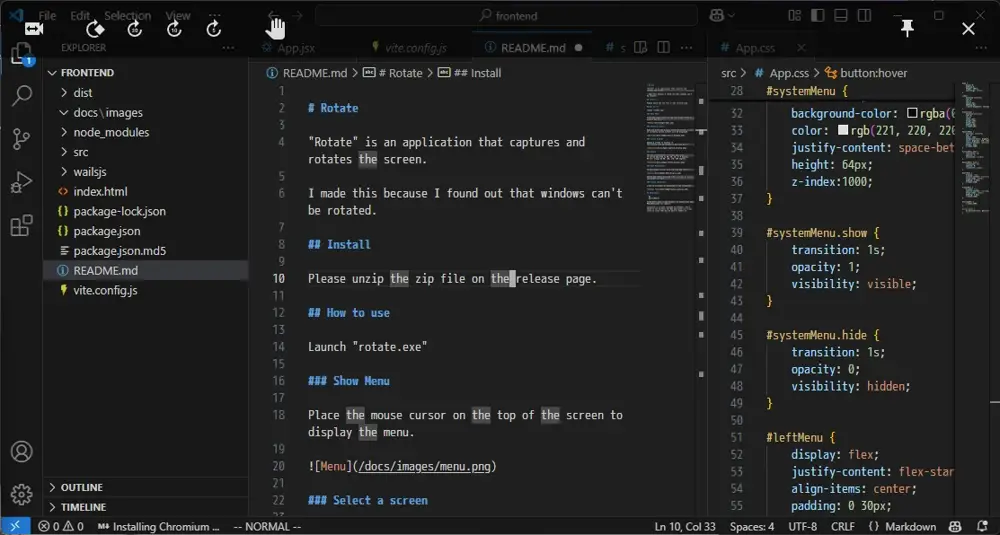 File Edit Selection View
frontend
EXPLORER
FRONTEND
dist
docs\images
node_modules
src
wailsjs
index.html
package-lock.json
package.json
package.json.md5
README.md
vite.config.js
OUTLINE
TIMELINE
1
App.jsx
vite.config.js
README.md
s
README.md > # Rotate > ## Install
1
2 # Rotate
3
4 "Rotate" is an application that captures and
rotates the screen.
5
6 I made this because I found out that windows can't
be rotated.
7
8 ## Install
9
10 Please unzip the zip file on the release page.
11
12 ## How to use
13
14 Launch "rotate.exe"
15
16 ### Show Menu
17
18 Place the mouse cursor on the top of the screen to
display the menu.
19
20 ![Menu](/docs/images/menu.png)
21
22 ### Select a screen
App.css
src > # App.css > button:hover
28 #systemMenu {
32 background-color: rgba(0
33 color: rgb(221, 220, 220
34 justify-content: space-bet
35 height: 64px;
36 z-index:1000;
37 }
38
39 #systemMenu.show {
40 transition: 1s;
41 opacity: 1;
42 visibility: visible;
43 }
44
45 #systemMenu.hide {
46 transition: 1s;
47 opacity: 0;
48 visibility: hidden;
49 }
50
51 #leftMenu {
52 display: flex;
53 justify-content: flex-star
54 align-items: center;
55 padding: 0 30px;
0 0 Installing Chromium ... -- NORMAL -- Ln 10, Col 33 Spaces: 4 UTF-8 CRLF {} Markdown